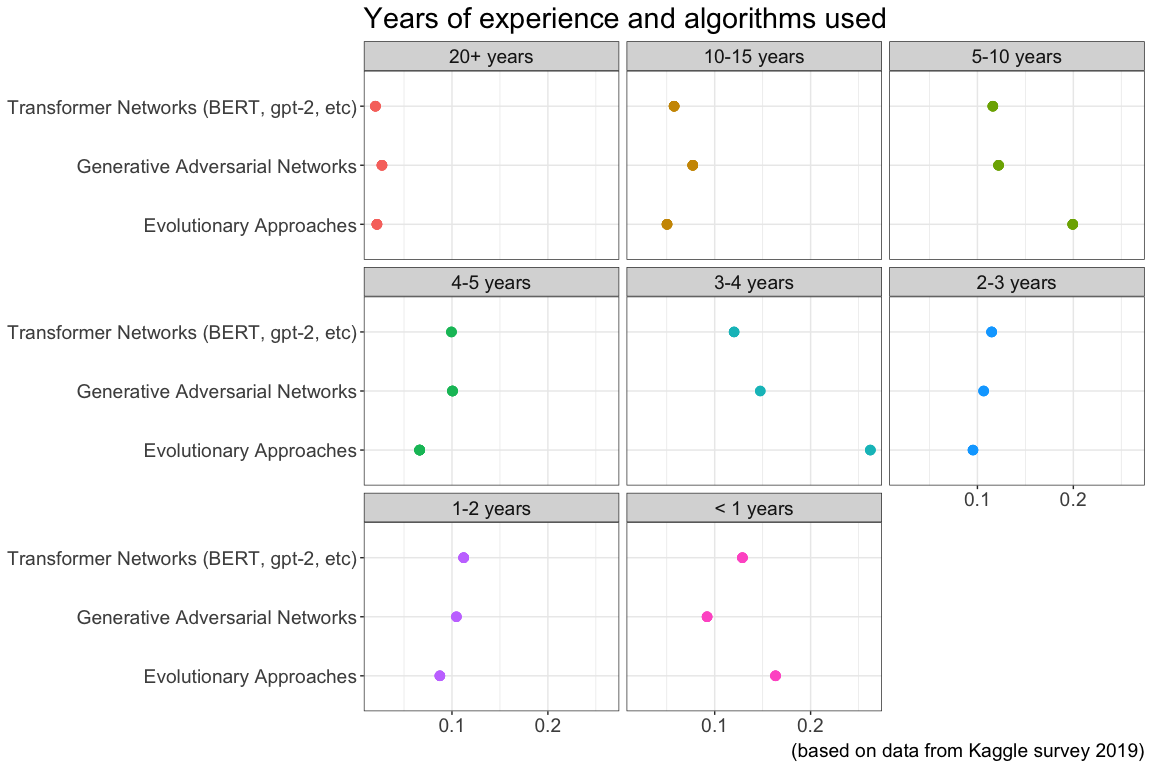 Years of experience and algorithms used
20+ years
10-15 years
5-10 years
Transformer Networks (BERT, gpt-2, etc)
Generative Adversarial Networks
Evolutionary Approaches
4-5 years
3-4 years
2-3 years
Transformer Networks (BERT, gpt-2, etc)
Generative Adversarial Networks
Evolutionary Approaches
0.1 0.2
1-2 years
< 1 years
Transformer Networks (BERT, gpt-2, etc)
Generative Adversarial Networks
Evolutionary Approaches
0.1 0.2
0.1 0.2
(based on data from Kaggle survey 2019)